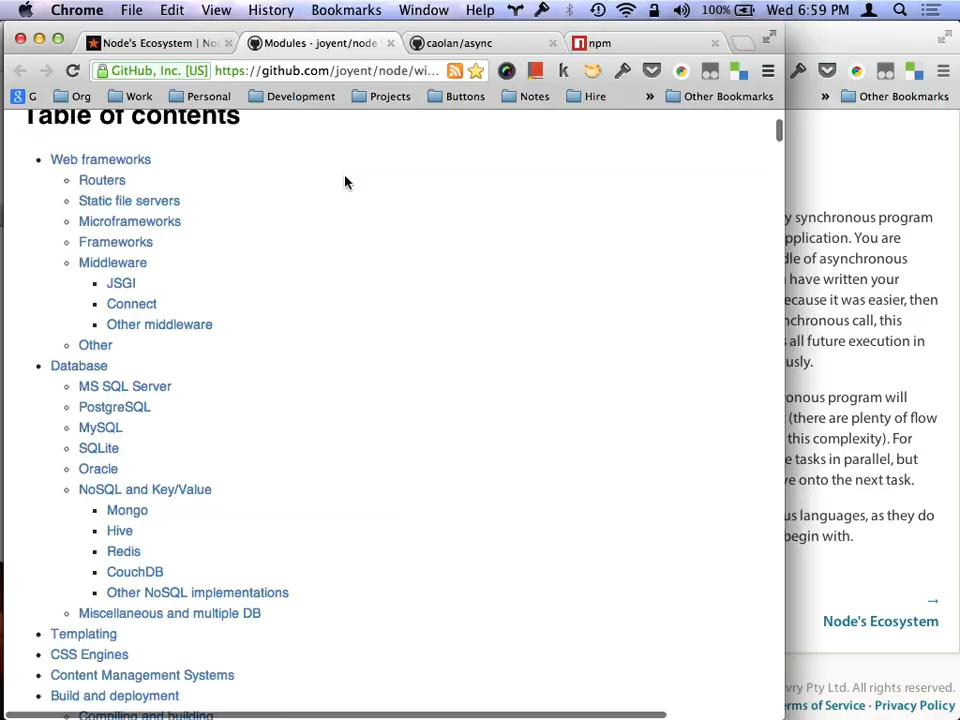 Chrome File Edit View History Bookmarks Window Help 100% Wed 6:59 PM
Node's Ecosystem | No
Modules · joyent/node
caolan/async
npm
GitHub, Inc. [US] https://github.com/joyent/node/wi...
G Org Work Personal Development Projects Buttons Notes Hire » Other Bookmarks
» Other Bookmarks
Table of contents
Web frameworks
Routers
Static file servers
Microframeworks
Frameworks
Middleware
JSGI
Connect
Other middleware
Other
Database
MS SQL Server
PostgreSQL
MySQL
SQLite
Oracle
NoSQL and Key/Value
Mongo
Hive
Redis
CouchDB
Other NoSQL implementations
Miscellaneous and multiple DB
Templating
CSS Engines
Content Management Systems
Build and deployment
Compiling and building
y synchronous program
pplication. You are
dle of asynchronous
have written your
ecause it was easier, then
nchronous call, this
all future execution in
usly.
onous program will
(there are plenty of flow
this complexity). For
e tasks in parallel, but
ve onto the next task.
us languages, as they do
begin with.
→
Node's Ecosystem
vry Pty Ltd. All rights reserved.
erms of Service · Privacy Policy